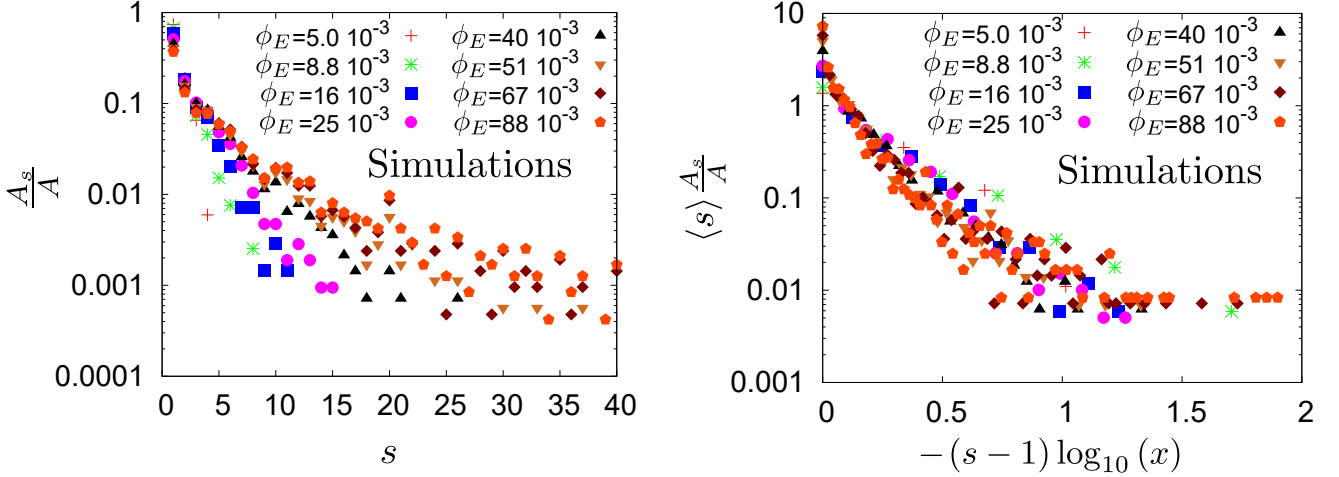 1
0.1
0.01
0.001
0.0001
A_s/A
ϕ_E=5.0 10^-3
ϕ_E=8.8 10^-3
ϕ_E=16 10^-3
ϕ_E=25 10^-3
ϕ_E=40 10^-3
ϕ_E=51 10^-3
ϕ_E=67 10^-3
ϕ_E=88 10^-3
Simulations
0 5 10 15 20 25 30 35 40
s
10
1
0.1
0.01
0.001
⟨s⟩ A_s/A
ϕ_E=5.0 10^-3
ϕ_E=8.8 10^-3
ϕ_E=16 10^-3
ϕ_E=25 10^-3
ϕ_E=40 10^-3
ϕ_E=51 10^-3
ϕ_E=67 10^-3
ϕ_E=88 10^-3
Simulations
0 0.5 1 1.5 2
−(s − 1) log_10 (x)